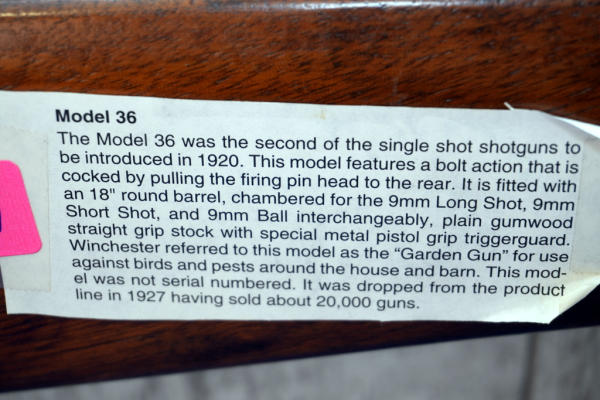 Model 36
The Model 36 was the second of the single shot shotguns to
be introduced in 1920. This model features a bolt action that is
cocked by pulling the firing pin head to the rear. It is fitted with
an 18" round barrel, chambered for the 9mm Long Shot, 9mm
Short Shot, and 9mm Ball interchangeably, plain gumwood
straight grip stock with special metal pistol grip triggerguard.
Winchester referred to this model as the “Garden Gun” for use
against birds and pests around the house and barn. This mod-
el was not serial numbered. It was dropped from the product
line in 1927 having sold about 20,000 guns.